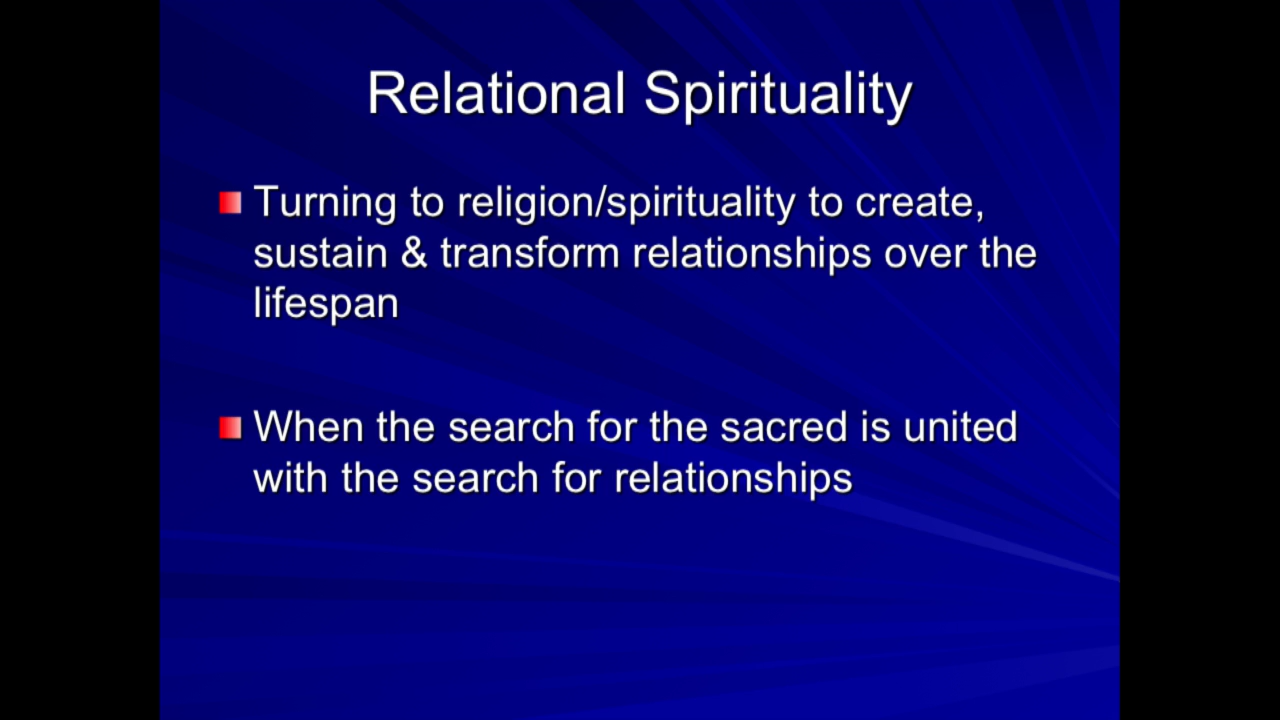 Relational Spirituality
Turning to religion/spirituality to create,
sustain & transform relationships over the
lifespan
When the search for the sacred is united
with the search for relationships